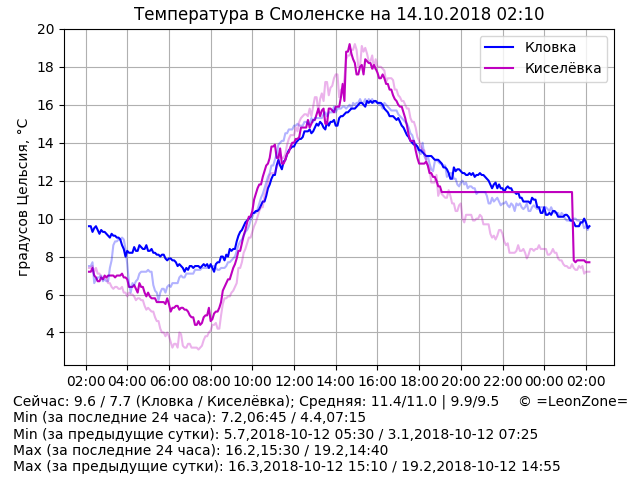 Температура в Смоленске на 14.10.2018 02:10
градусов Цельсия, °C
20
18
16
14
12
10
8
6
4
Кловка
Киселёвка
02:00 04:00 06:00 08:00 10:00 12:00 14:00 16:00 18:00 20:00 22:00 00:00 02:00
Сейчас: 9.6 / 7.7 (Кловка / Киселёвка); Средняя: 11.4/11.0 | 9.9/9.5 © =LeonZone=
Min (за последние 24 часа): 7.2,06:45 / 4.4,07:15
Min (за предыдущие сутки): 5.7,2018-10-12 05:30 / 3.1,2018-10-12 07:25
Max (за последние 24 часа): 16.2,15:30 / 19.2,14:40
Max (за предыдущие сутки): 16.3,2018-10-12 15:10 / 19.2,2018-10-12 14:55